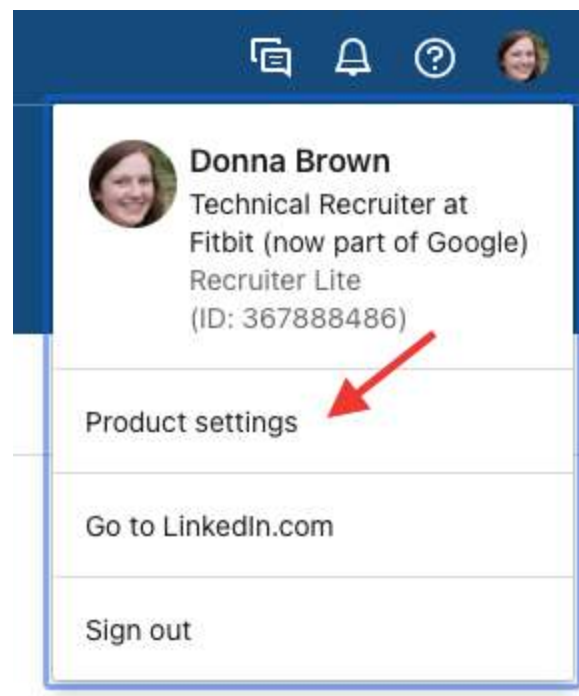 Donna Brown
Technical Recruiter at
Fitbit (now part of Google)
Recruiter Lite
(ID: 367888486)
Product settings
Go to LinkedIn.com
Sign out